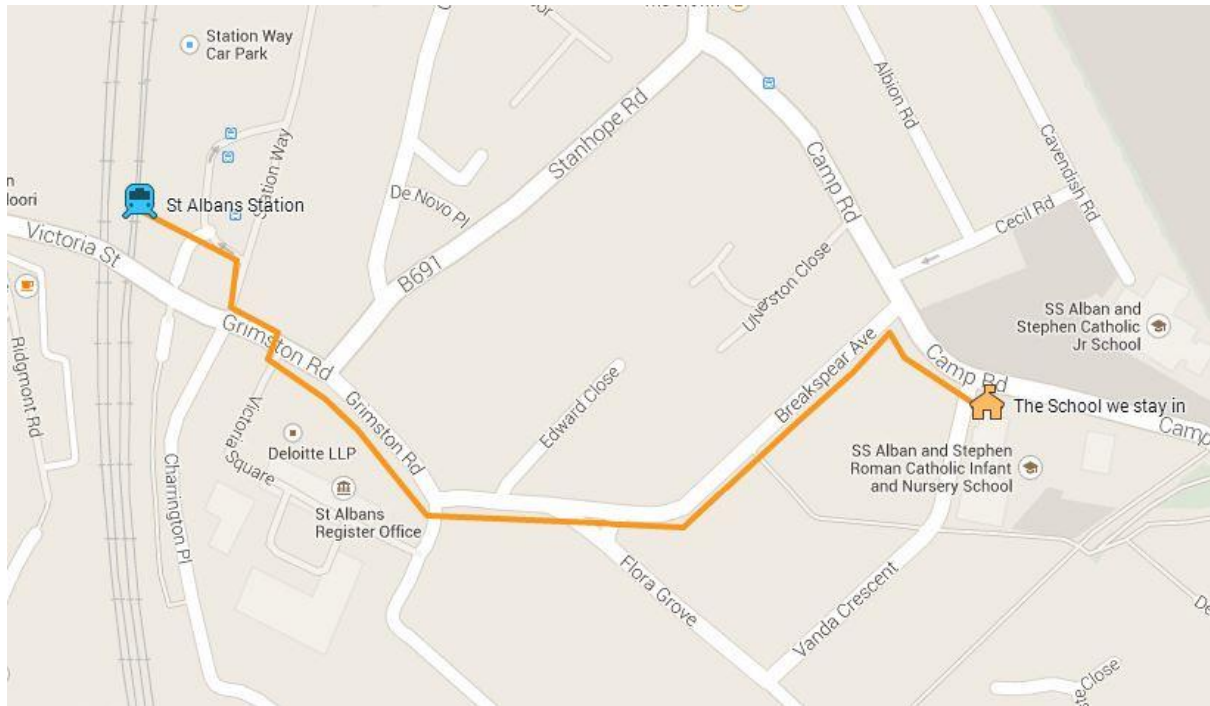 Station Way
Car Park
Stanhope Rd
Albion Rd
Cavendish Rd
Camp Rd
Station Way
St Albans Station
oori
De Novo Pl
Victoria St
Cecil Rd
B691
Ulverston Close
SS Alban and
Stephen Catholic
Jr School
Grimston Rd
Ridgmont Rd
Breakspear Ave
Camp Rd
The School we stay in
Camp
Edward Close
Grimston Rd
Victoria
Square
Deloitte LLP
SS Alban and Stephen
Roman Catholic Infant
and Nursery School
St Albans
Register Office
Charrington Pl
Flora Grove
Vanda Crescent
De
Close